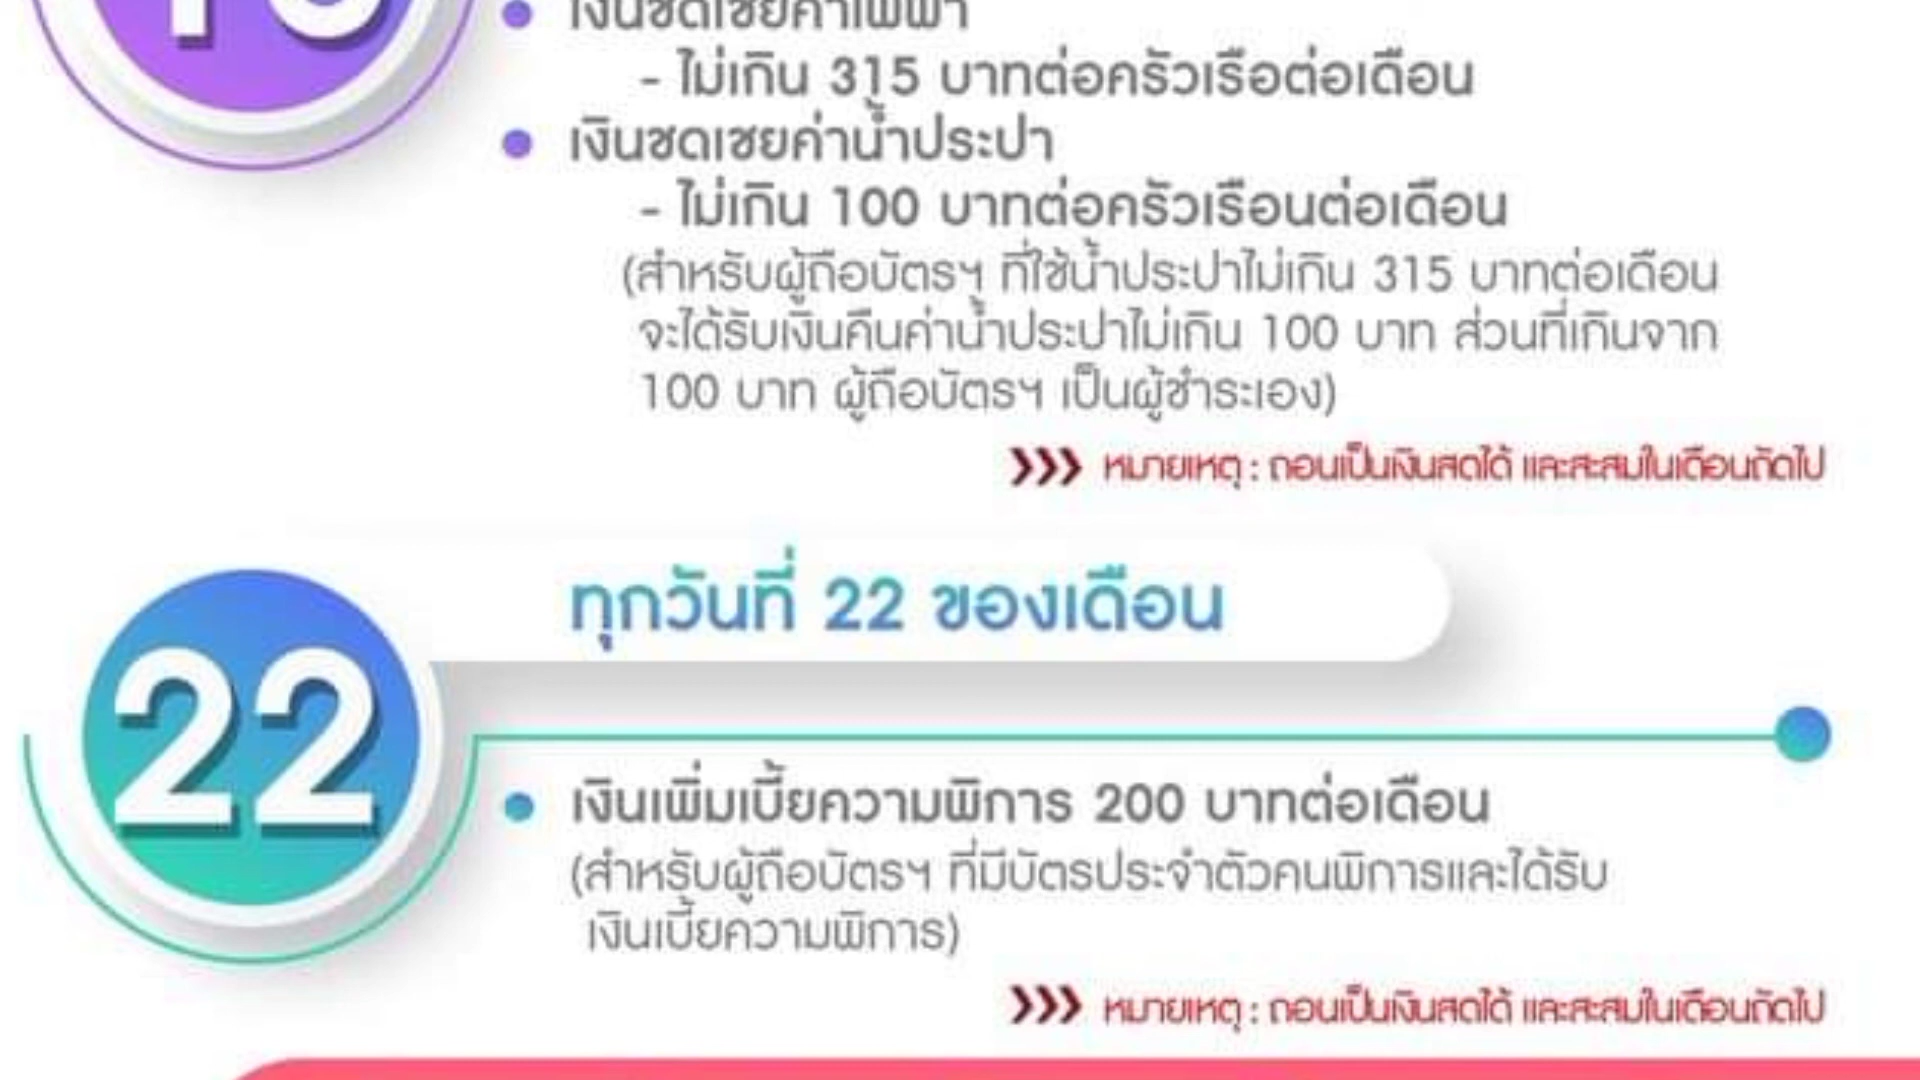 เงินชดเชยค่าไฟฟ้า
- ไม่เกิน 315 บาทต่อครัวเรือต่อเดือน
เงินชดเชยค่าน้ำประปา
- ไม่เกิน 100 บาทต่อครัวเรือนต่อเดือน
(สำหรับผู้ถือบัตรฯ ที่ใช้น้ำประปาไม่เกิน 315 บาทต่อเดือน
จะได้รับเงินคืนค่าน้ำประปาไม่เกิน 100 บาท ส่วนที่เกินจาก
100 บาท ผู้ถือบัตรฯ เป็นผู้ชำระเอง)
หมายเหตุ : ถอนเป็นเงินสดได้ และสะสมในเดือนถัดไป
ทุกวันที่ 22 ของเดือน
22
เงินเพิ่มเบี้ยความพิการ 200 บาทต่อเดือน
(สำหรับผู้ถือบัตรฯ ที่มีบัตรประจำตัวคนพิการและได้รับ
เงินเบี้ยความพิการ)
หมายเหตุ : ถอนเป็นเงินสดได้ และสะสมในเดือนถัดไป